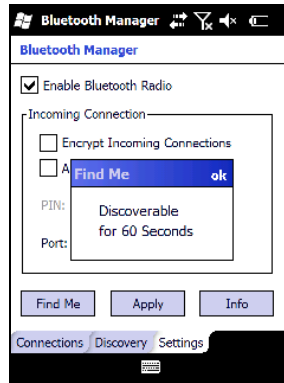 Bluetooth Manager
Bluetooth Manager
Enable Bluetooth Radio
Incoming Connection
Encrypt Incoming Connections
A
Find Me ok
Discoverable
for 60 Seconds
PIN:
Port:
Find Me Apply Info
Connections Discovery Settings